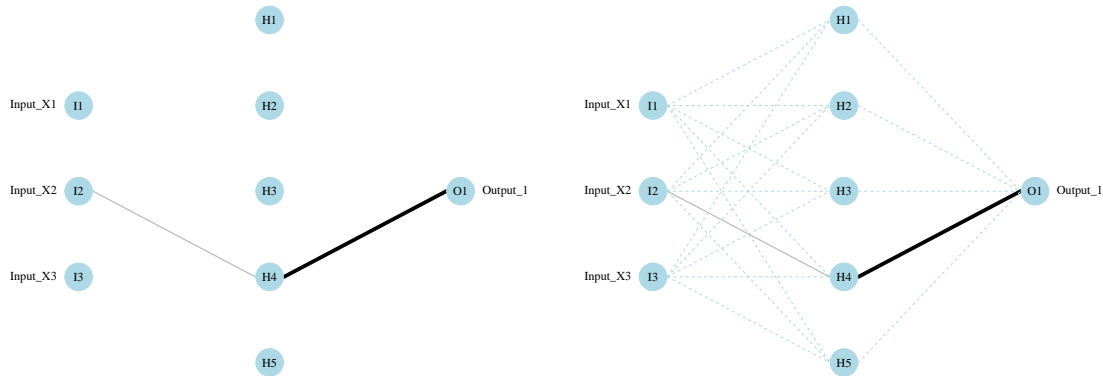 H1
Input_X1 I1 H2
Input_X2 I2 H3 O1 Output_1
Input_X3 I3 H4
H5
H1
Input_X1 I1 H2
Input_X2 I2 H3 O1 Output_1
Input_X3 I3 H4
H5